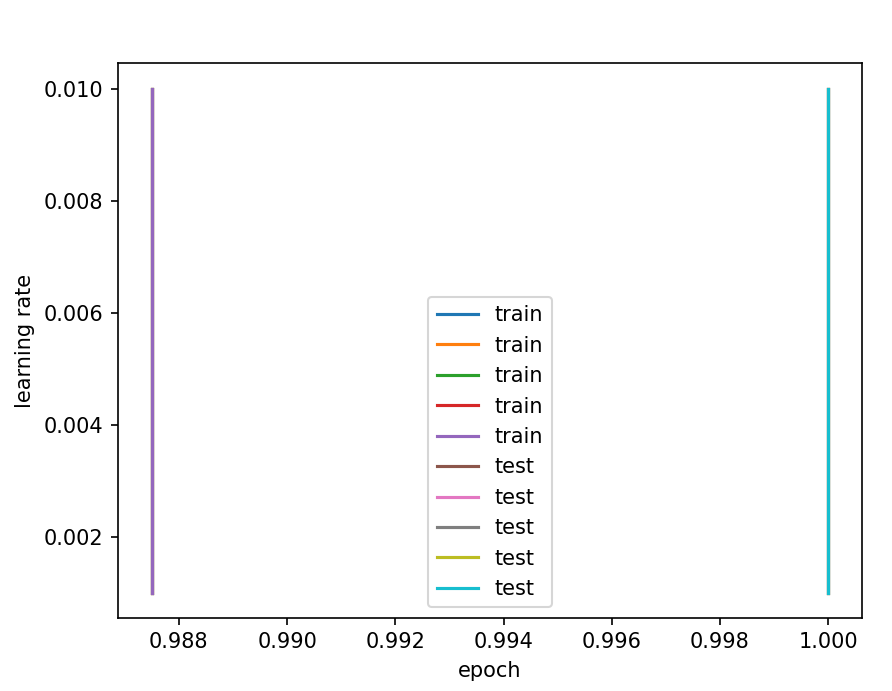 0.010
0.008
0.006
0.004
0.002
learning rate
train
train
train
train
train
test
test
test
test
test
0.988 0.990 0.992 0.994 0.996 0.998 1.000
epoch